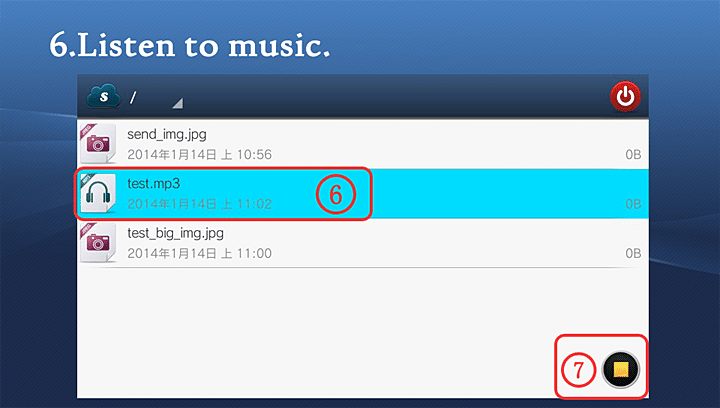 6.Listen to music.
S /
send_img.jpg
2014年1月14日 上 10:56 0B
test.mp3
2014年1月14日 上 11:02 0B
⑥
test_big_img.jpg
2014年1月14日 上 11:00 0B
⑦